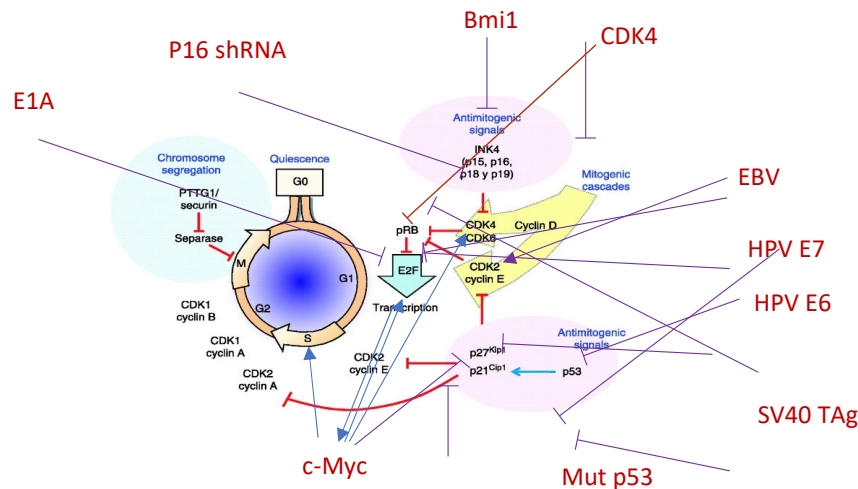 Bmi1
CDK4
P16 shRNA
E1A
Antimitogenic
signals
INK4
(p15, p16,
p18 y p19)
Chromosome
segregation
Quiescence
Mitogenic
cascades
EBV
G0
PTTG1/
securin
Separase
pRB
CDK4
CDK6
Cyclin D
HPV E7
M
G1
E2F
CDK2
cyclin E
HPV E6
G2
Transcription
CDK1
cyclin B
S
CDK1
cyclin A
CDK2
cyclin E
Antimitogenic
signals
p27Kip1
p21Cip1
p53
CDK2
cyclin A
SV40 TAg
c-Myc
Mut p53